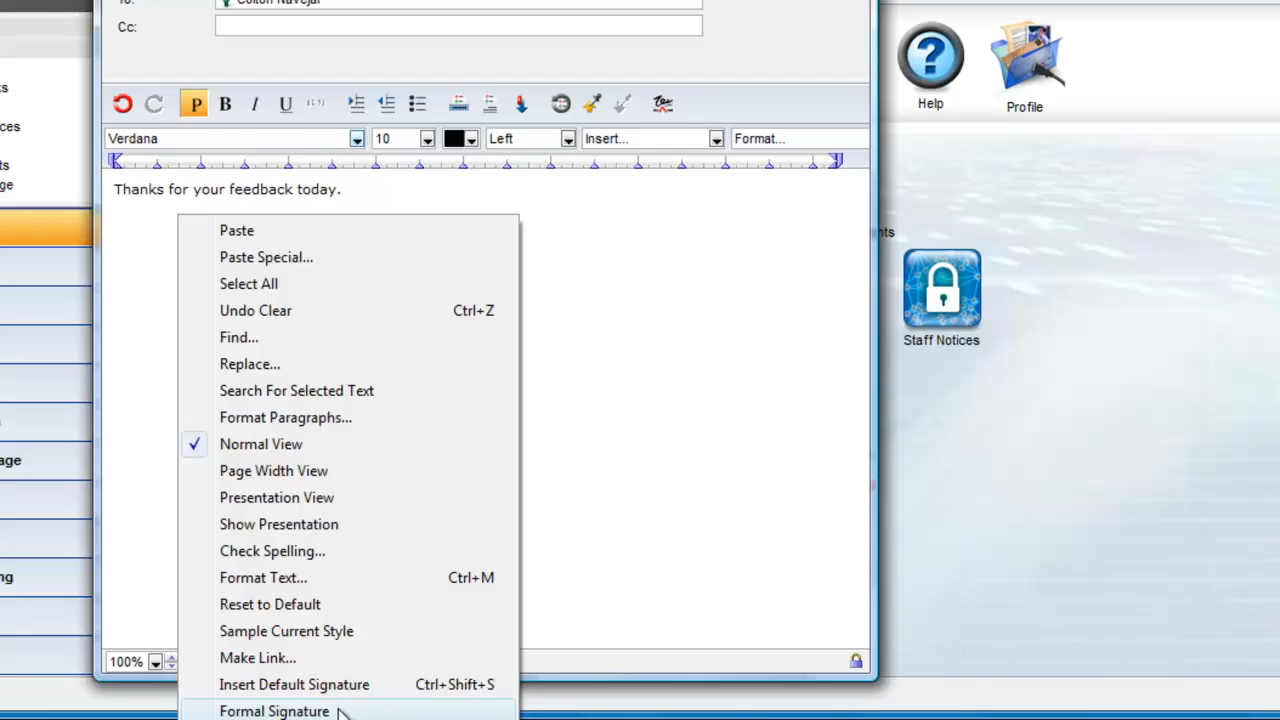 Colton Navejar
Cc:
Help
Profile
P B I U
Verdana 10 Left Insert... Format...
Thanks for your feedback today.
Paste
Paste Special...
Select All
Undo Clear Ctrl+Z
Find...
Replace...
Search For Selected Text
Format Paragraphs...
Normal View
Page Width View
Presentation View
Show Presentation
Check Spelling...
Format Text... Ctrl+M
Reset to Default
Sample Current Style
Make Link...
Insert Default Signature Ctrl+Shift+S
Formal Signature
100%
Staff Notices